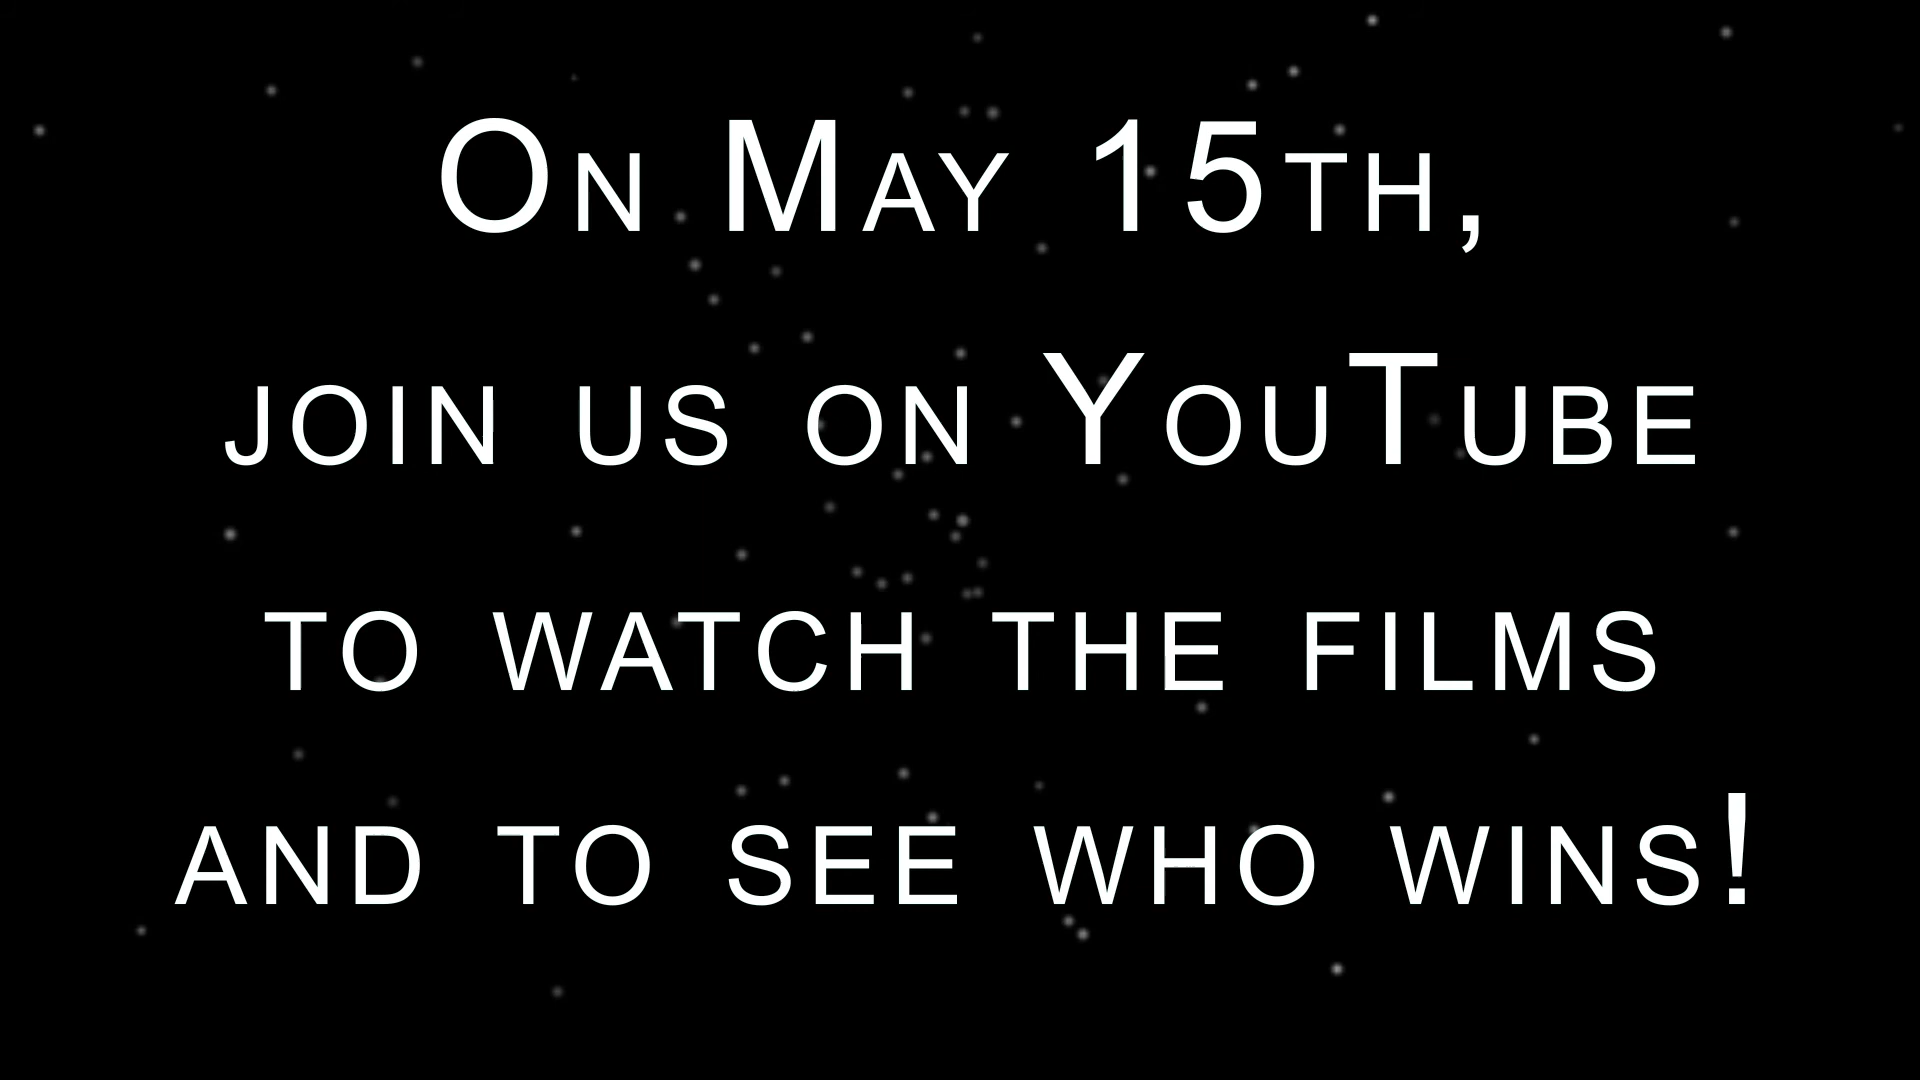 On May 15th,
join us on YouTube
to watch the films
and to see who wins!